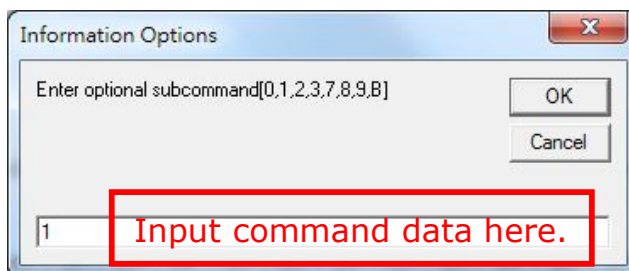 Information Options
Enter optional subcommand[0,1,2,3,7,8,9,B]
OK
Cancel
1
Input command data here.